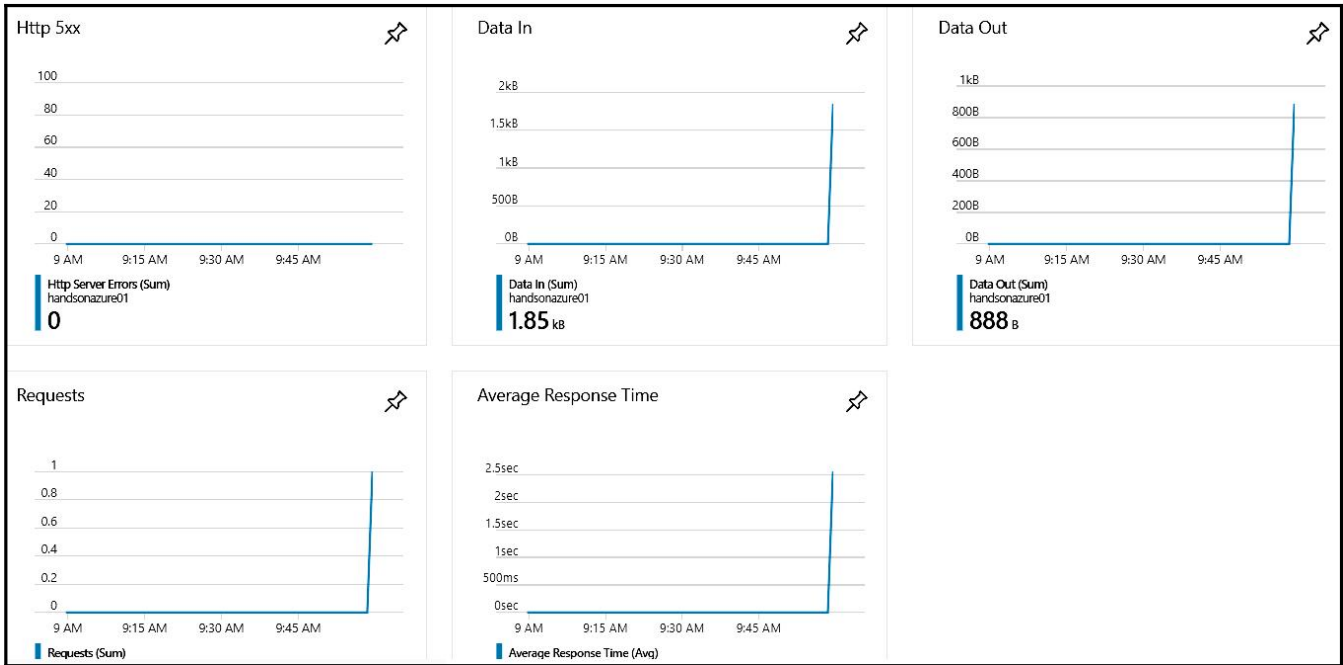 Http 5xx
100
80
60
40
20
0
9 AM 9:15 AM 9:30 AM 9:45 AM
Http Server Errors (Sum)
handsonazure01
0
Data In
2kB
1.5kB
1kB
500B
0B
9 AM 9:15 AM 9:30 AM 9:45 AM
Data In (Sum)
handsonazure01
1.85 kB
Data Out
1kB
800B
600B
400B
200B
0B
9 AM 9:15 AM 9:30 AM 9:45 AM
Data Out (Sum)
handsonazure01
888 B
Requests
1
0.8
0.6
0.4
0.2
0
9 AM 9:15 AM 9:30 AM 9:45 AM
Requests (Sum)
Average Response Time
2.5sec
2sec
1.5sec
1sec
500ms
0sec
9 AM 9:15 AM 9:30 AM 9:45 AM
Average Response Time (Avg)